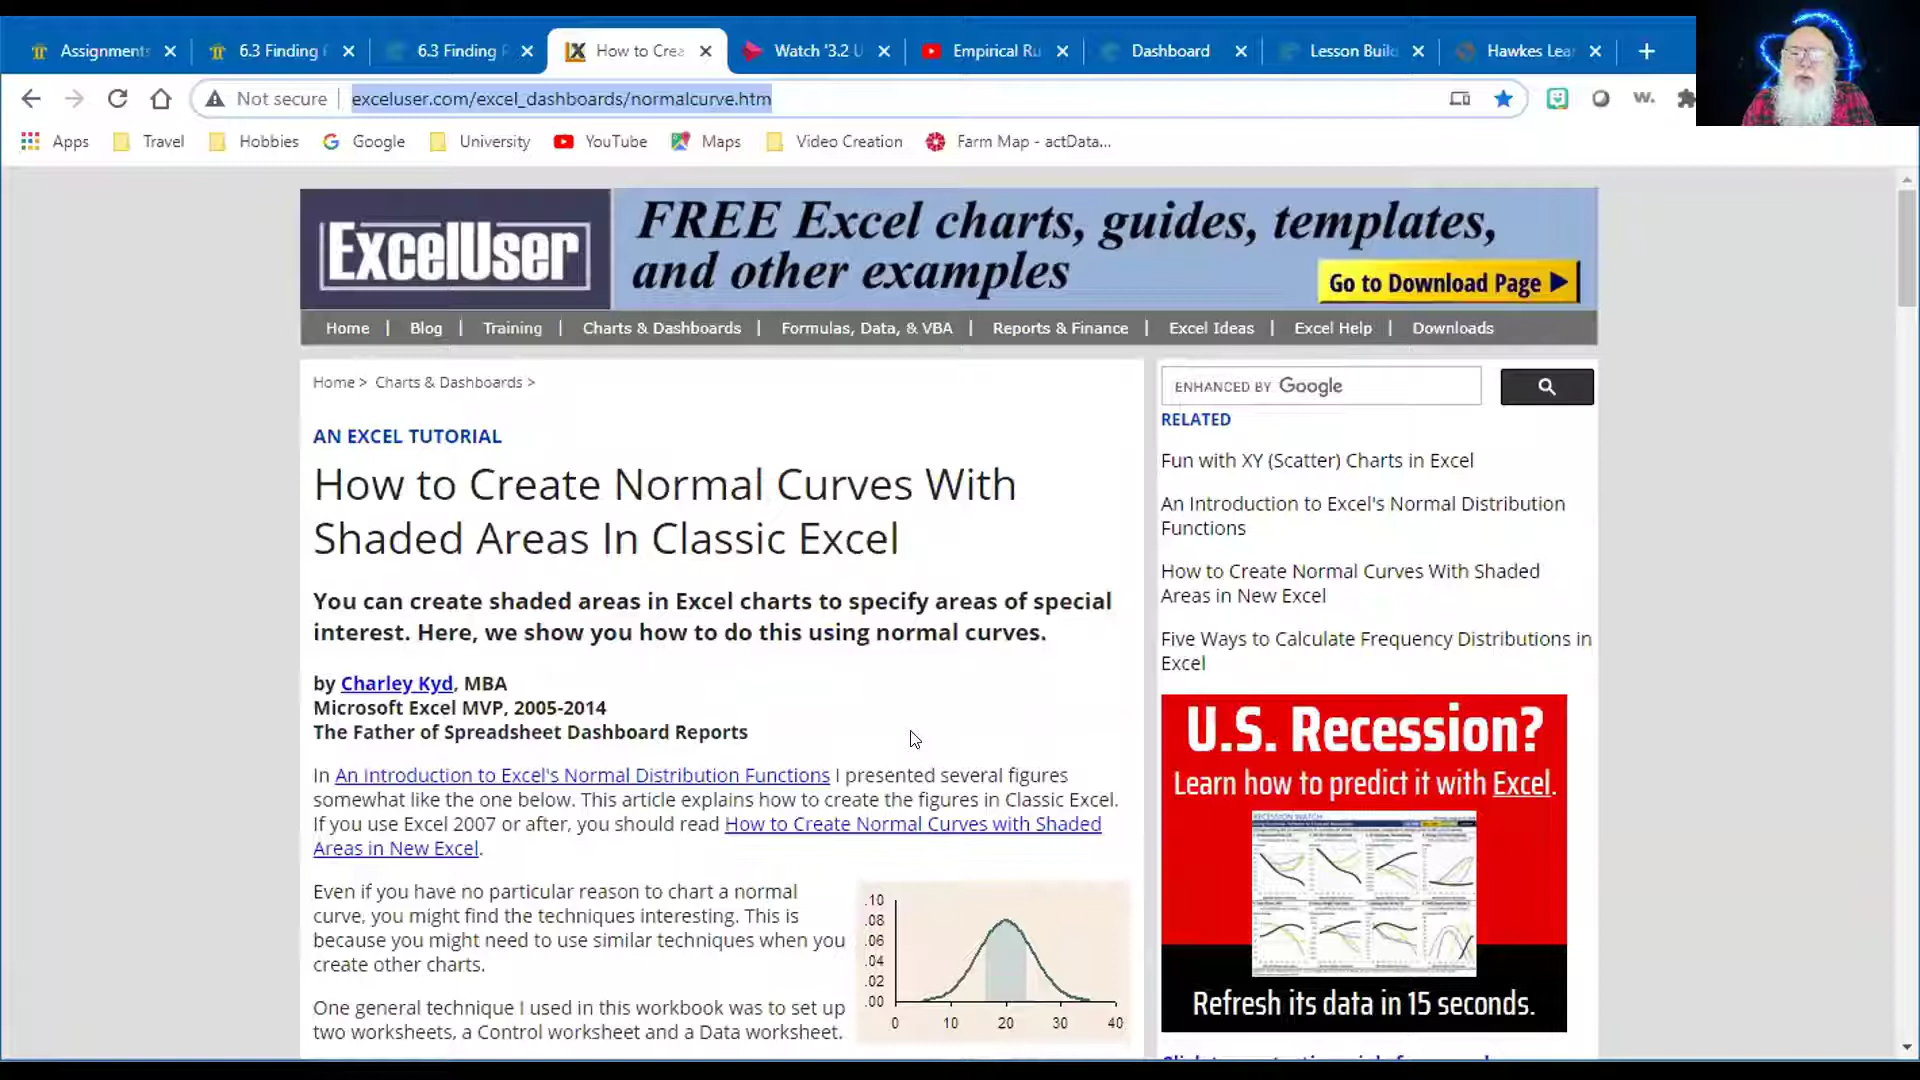 Assignments
6.3 Finding
6.3 Finding
How to Crea
Watch '3.2 U
Empirical Ru
Dashboard
Lesson Buil
Hawkes Lea
Not secure
exceluser.com/excel_dashboards/normalcurve.htm
w.
Apps
Travel
Hobbies
Google
University
YouTube
Maps
Video Creation
Farm Map - actData...
ExcelUser
FREE Excel charts, guides, templates,
and other examples
Go to Download Page
Home | Blog | Training | Charts & Dashboards | Formulas, Data, & VBA | Reports & Finance | Excel Ideas | Excel Help | Downloads
Home > Charts & Dashboards >
AN EXCEL TUTORIAL
How to Create Normal Curves With
Shaded Areas In Classic Excel
You can create shaded areas in Excel charts to specify areas of special
interest. Here, we show you how to do this using normal curves.
by Charley Kyd, MBA
Microsoft Excel MVP, 2005-2014
The Father of Spreadsheet Dashboard Reports
In An Introduction to Excel's Normal Distribution Functions I presented several figures
somewhat like the one below. This article explains how to create the figures in Classic Excel.
If you use Excel 2007 or after, you should read How to Create Normal Curves with Shaded
Areas in New Excel.
Even if you have no particular reason to chart a normal
curve, you might find the techniques interesting. This is
because you might need to use similar techniques when you
create other charts.
One general technique I used in this workbook was to set up
two worksheets, a Control worksheet and a Data worksheet.
.10
.08
.06
.04
.02
.00
0 10 20 30 40
ENHANCED BY Google
RELATED
Fun with XY (Scatter) Charts in Excel
An Introduction to Excel's Normal Distribution
Functions
How to Create Normal Curves With Shaded
Areas in New Excel
Five Ways to Calculate Frequency Distributions in
Excel
U.S. Recession?
Learn how to predict it with Excel.
RECESSION WATCH
Refresh its data in 15 seconds.